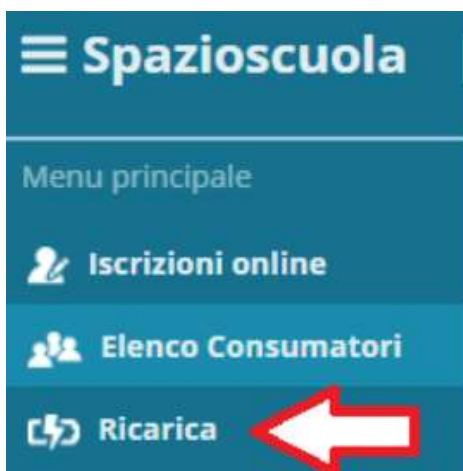 Spazioscuola
Menu principale
Iscrizioni online
Elenco Consumatori
Ricarica